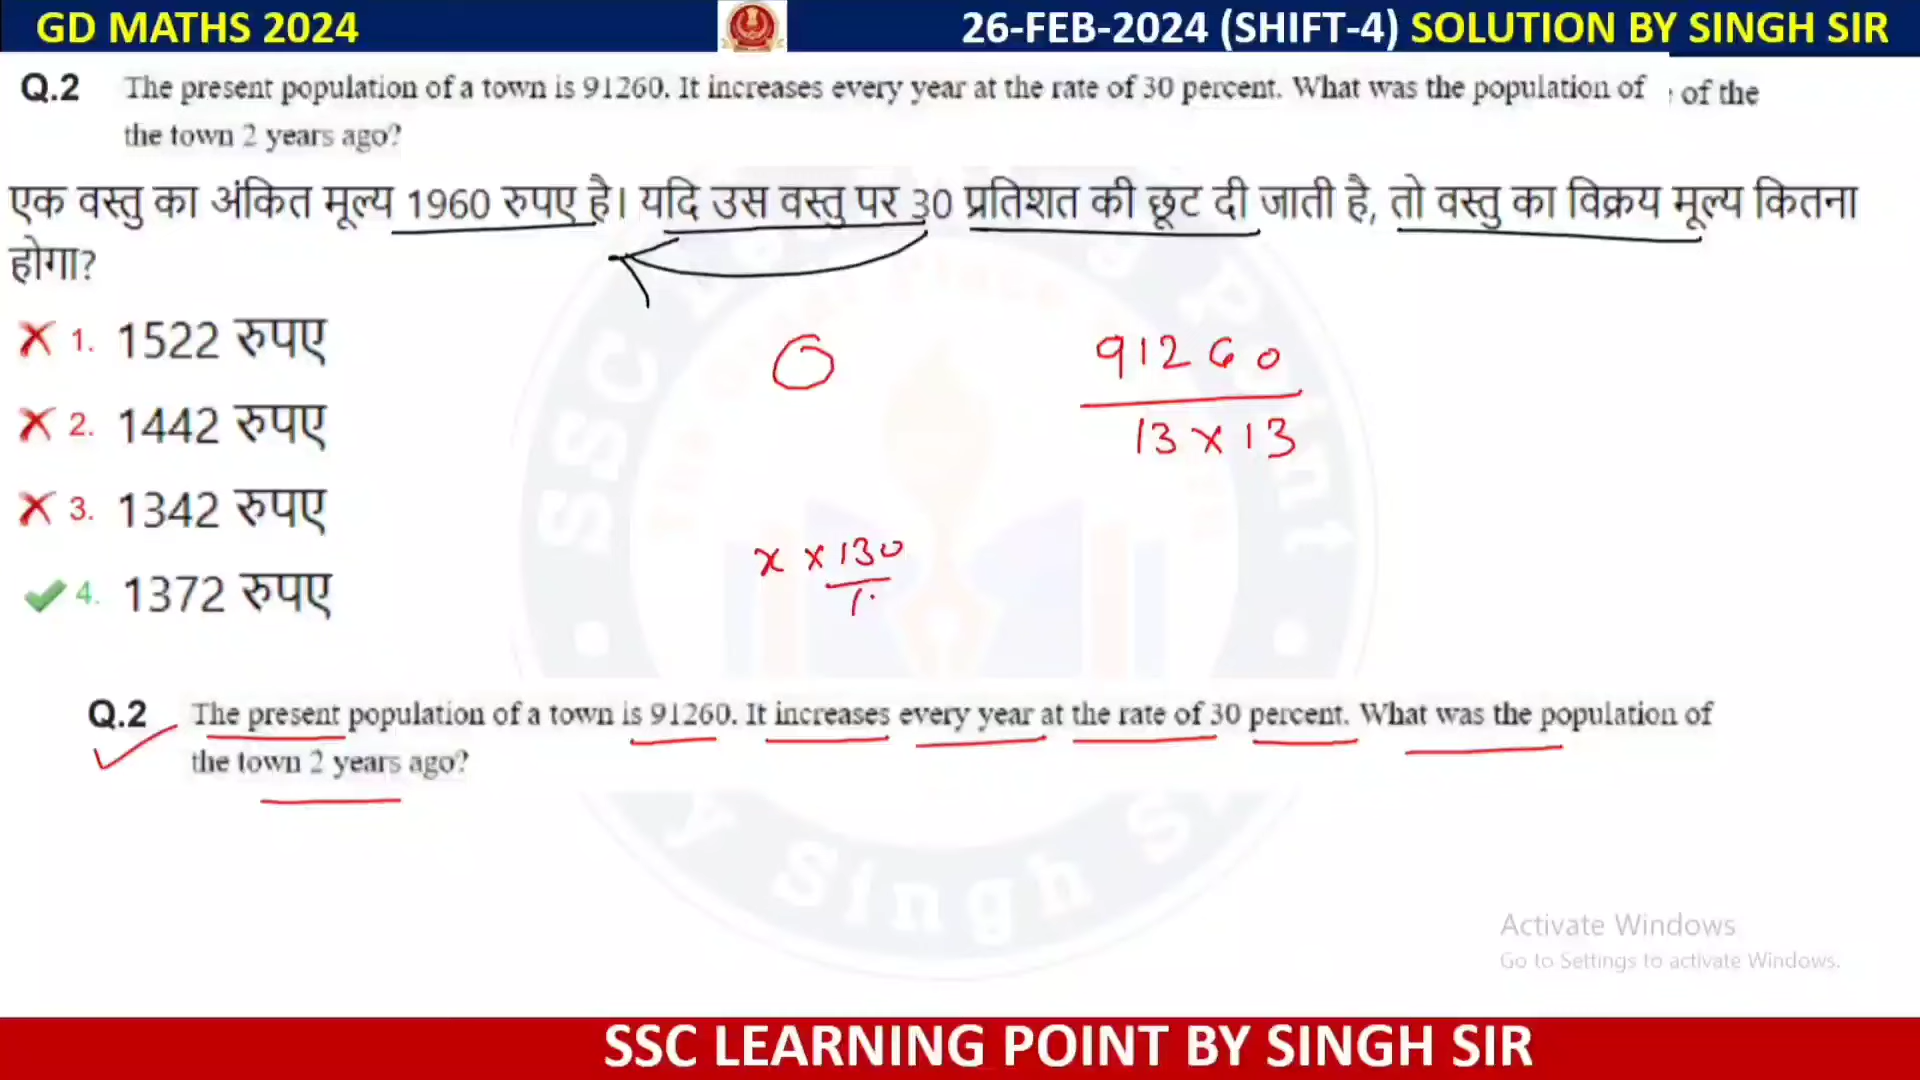 GD MATHS 2024
26-FEB-2024 (SHIFT-4) SOLUTION BY SINGH SIR
Q.2 The present population of a town is 91260. It increases every year at the rate of 30 percent. What was the population of
of the
the town 2 years ago?
एक वस्तु का अंकित मूल्य 1960 रुपए है। यदि उस वस्तु पर 30 प्रतिशत की छूट दी जाती है, तो वस्तु का विक्रय मूल्य कितना
होगा?
1. 1522 रुपए
2. 1442 रुपए
3. 1342 रुपए
4. 1372 रुपए
91260
13 x 13
x x 130
Q.2 The present population of a town is 91260. It increases every year at the rate of 30 percent. What was the population of
the town 2 years ago?
Activate Windows
Go to Settings to activate Windows.
SSC LEARNING POINT BY SINGH SIR